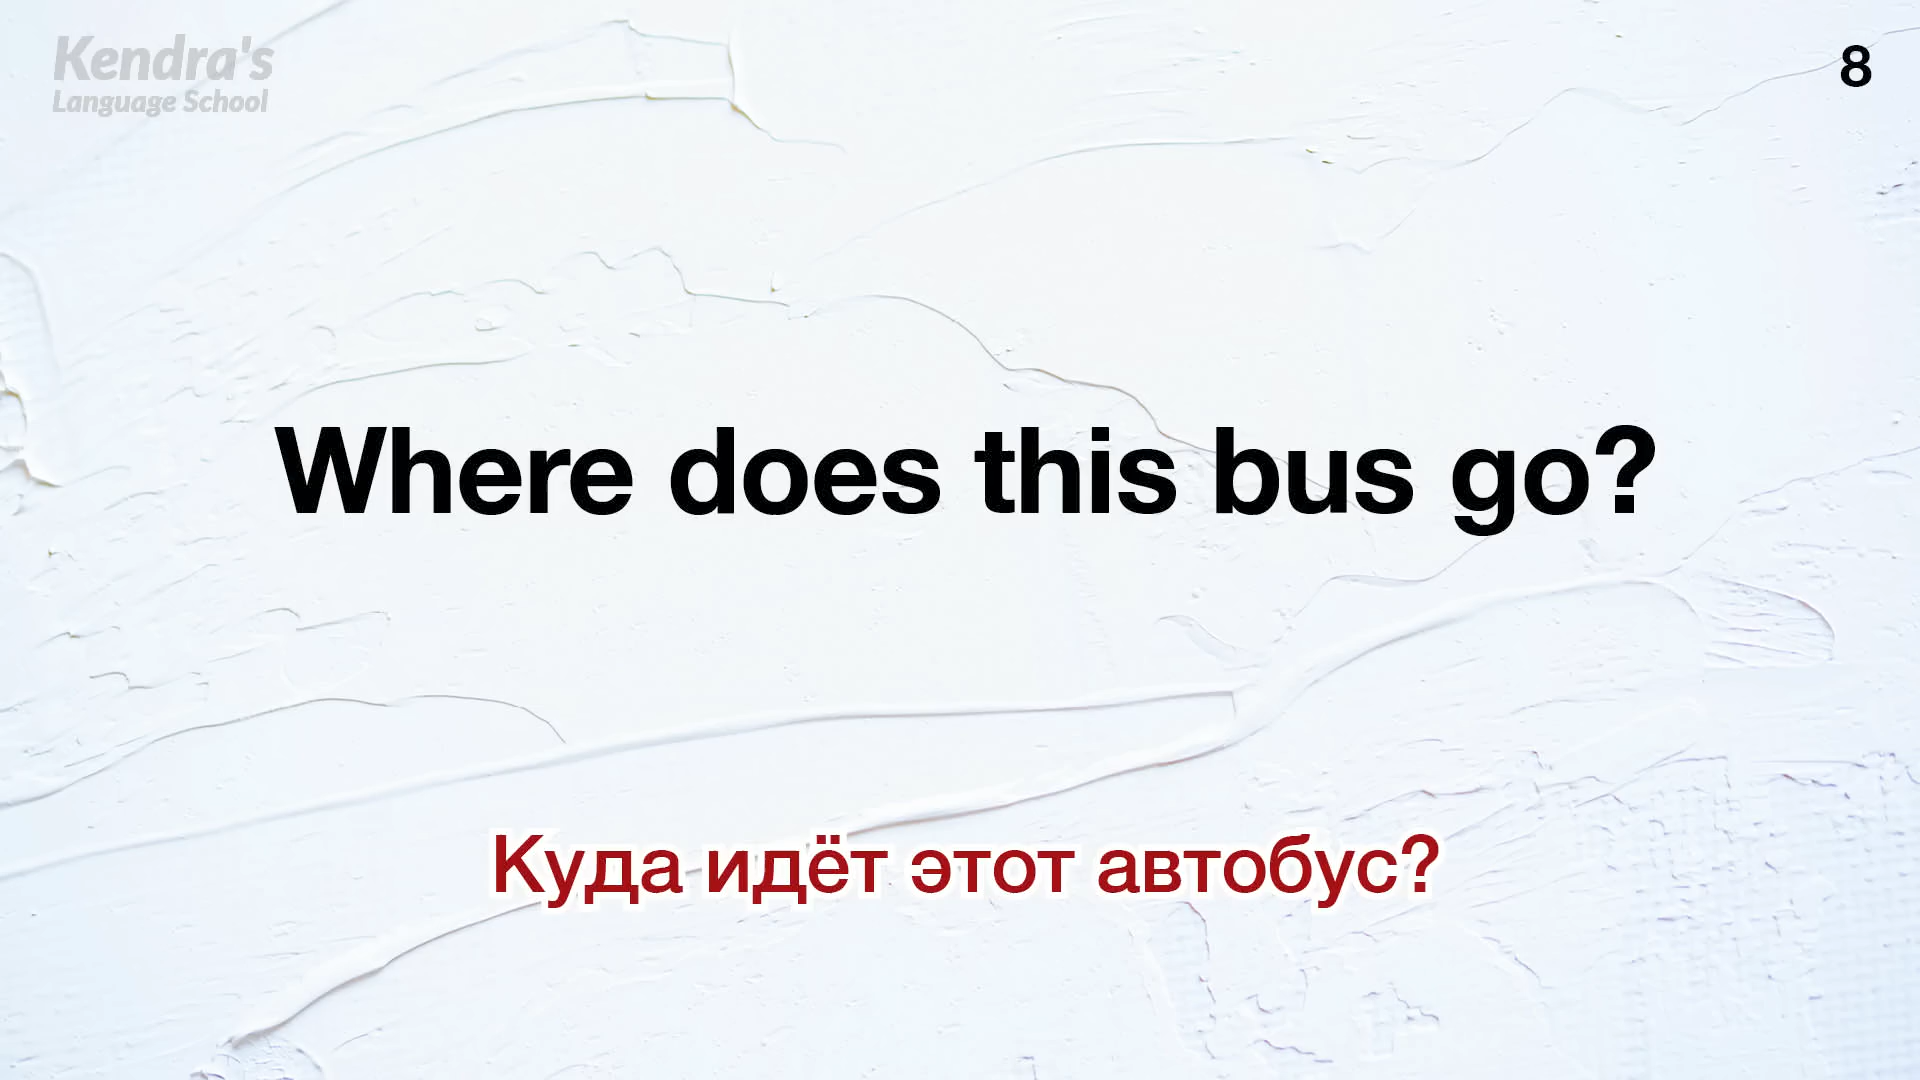 Kendra's
Language School
8
Where does this bus go?
Куда идёт этот автобус?